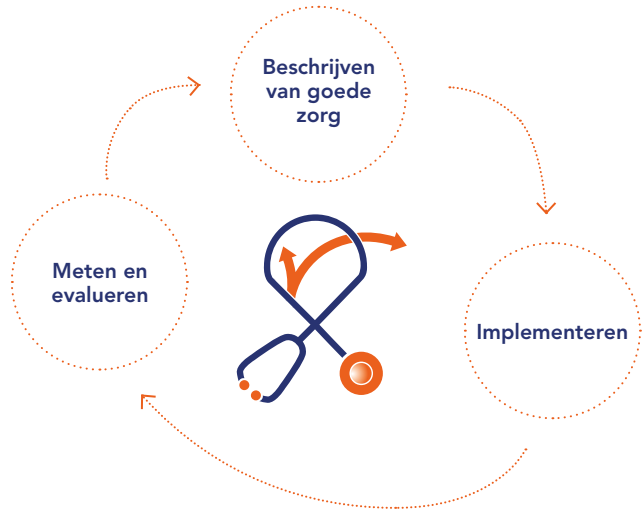 Beschrijven
van goede
zorg
Implementeren
Meten en
evalueren